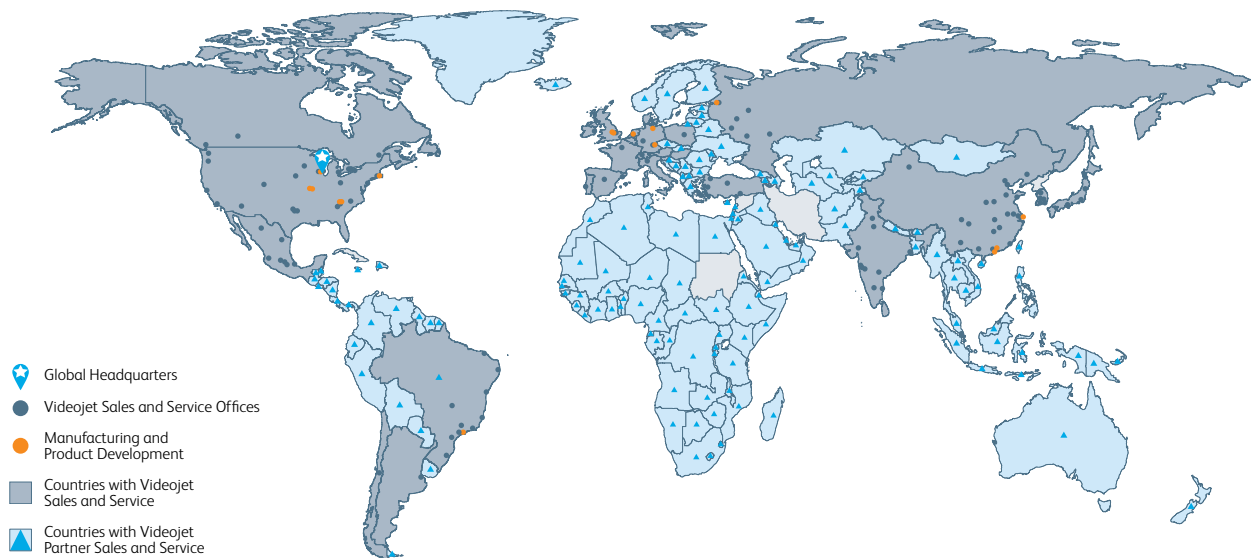 Global Headquarters
Videojet Sales and Service Offices
Manufacturing and
Product Development
Countries with Videojet
Sales and Service
Countries with Videojet
Partner Sales and Service